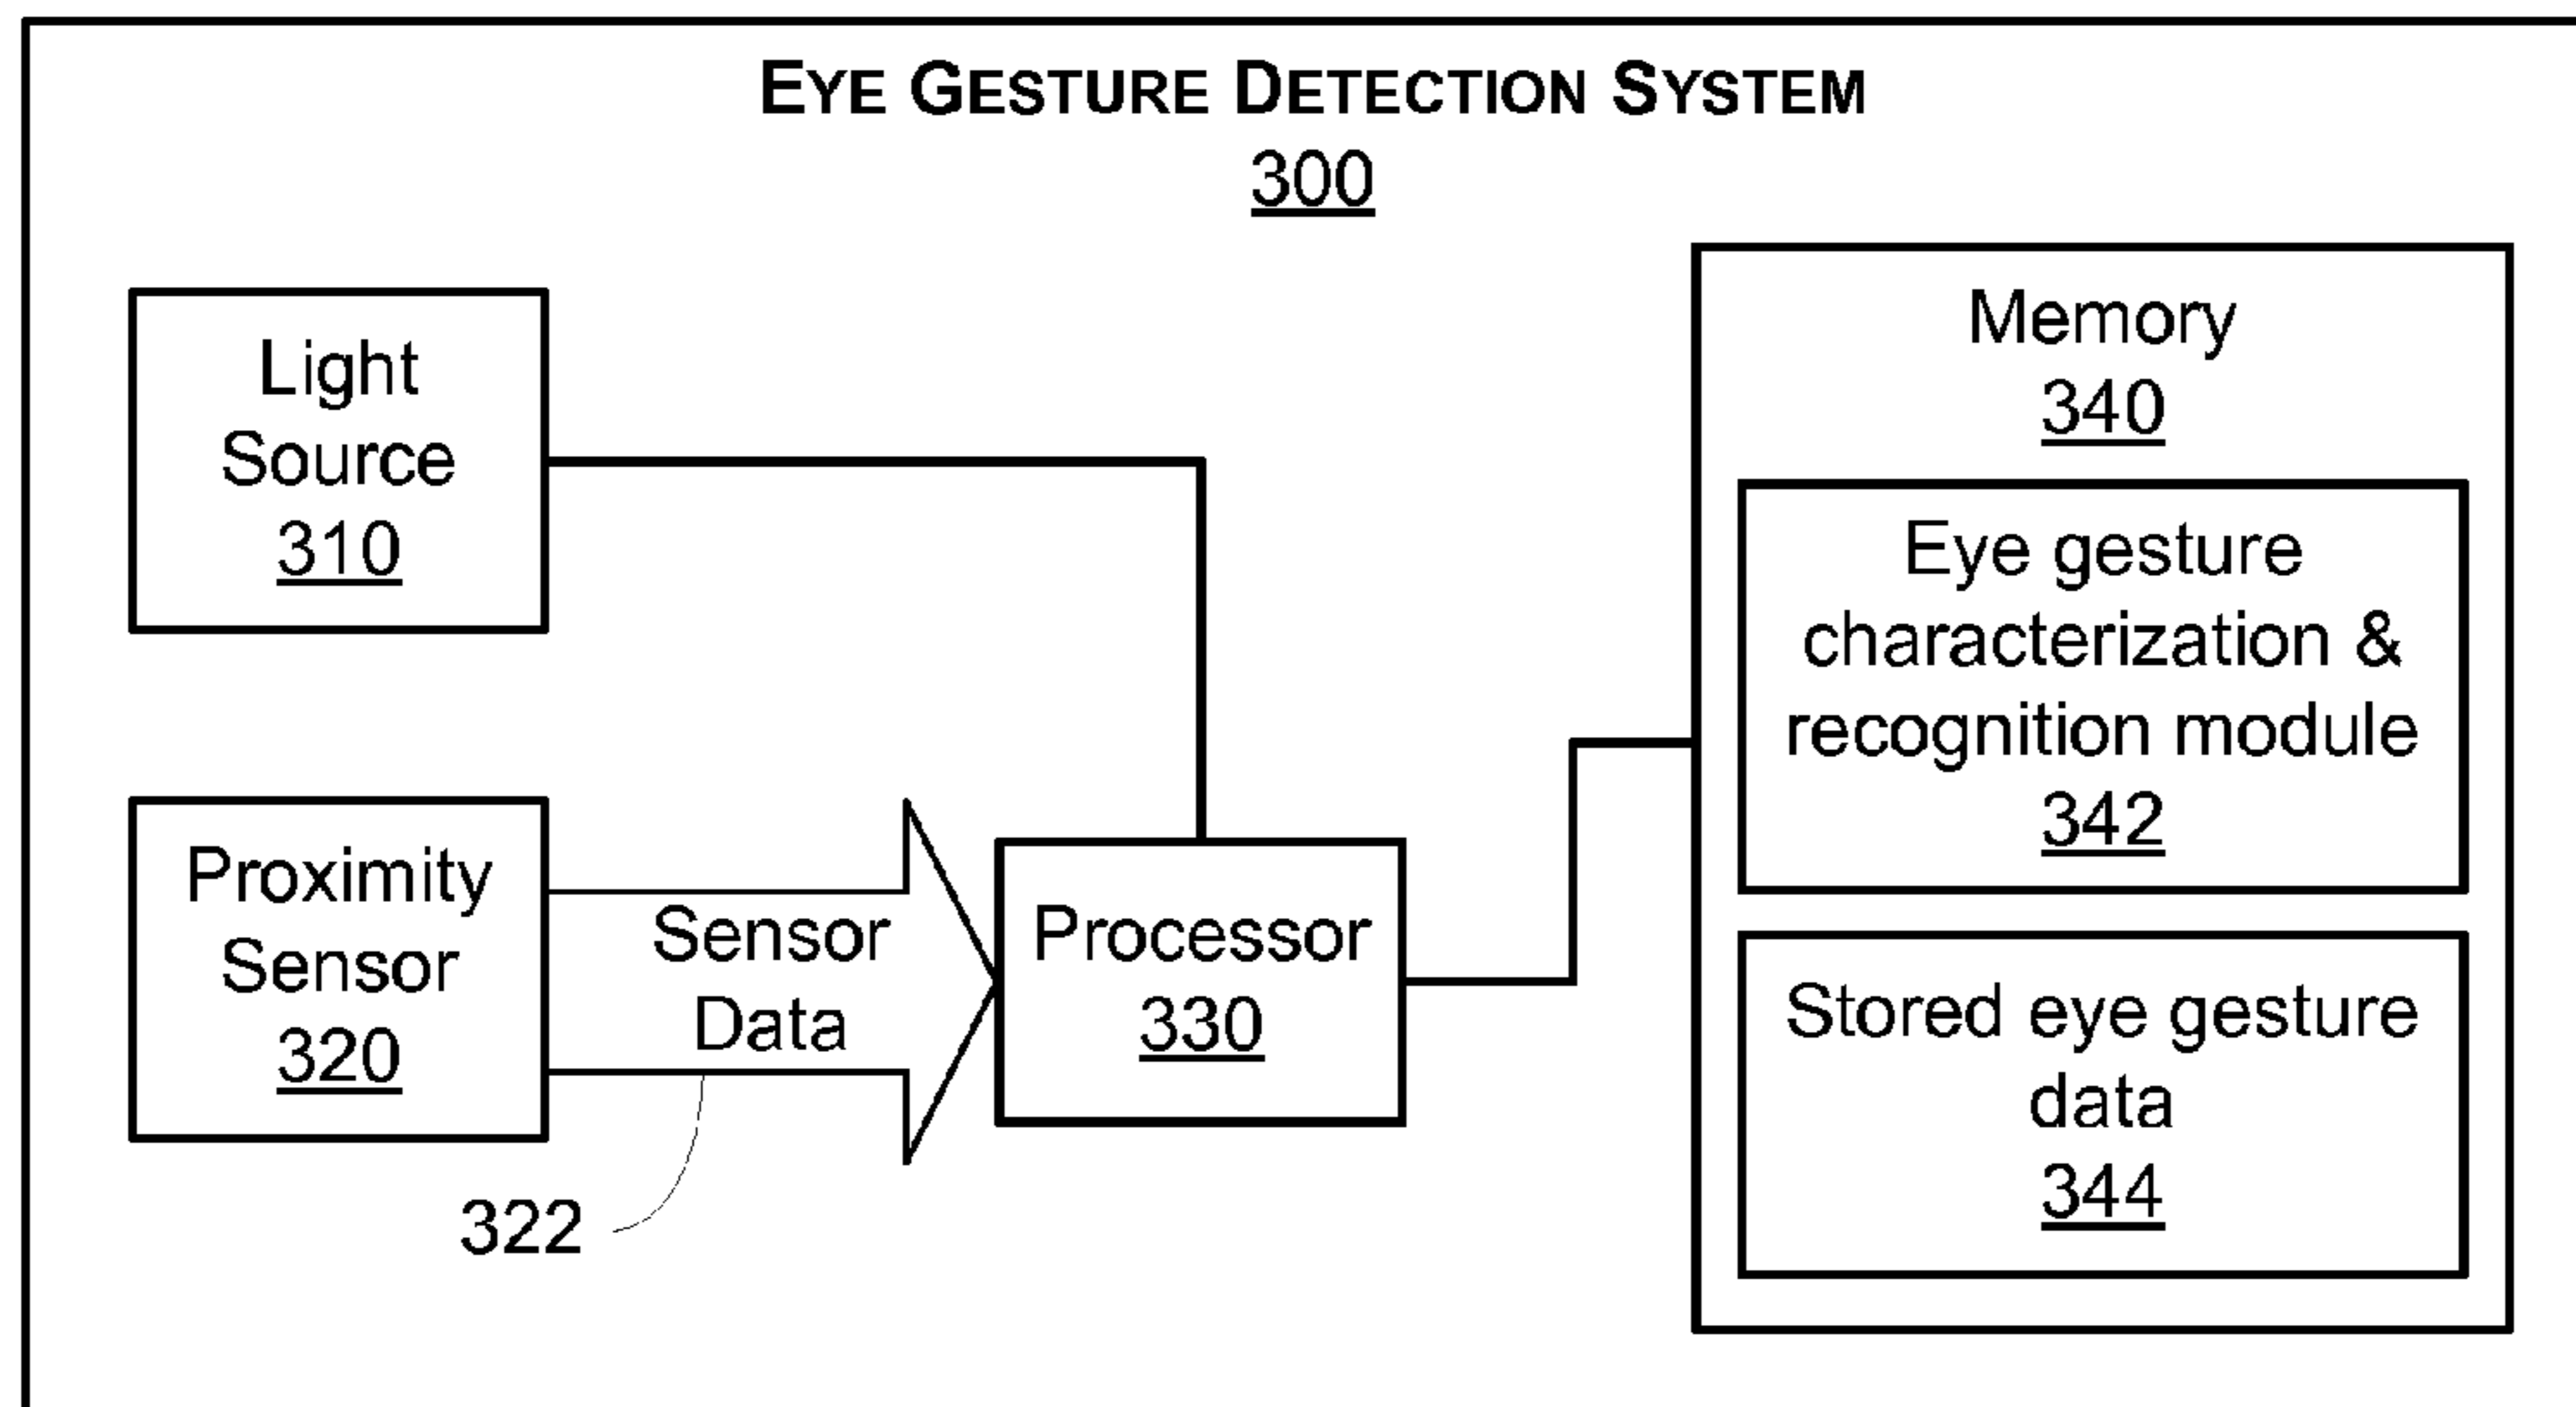 EYE GESTURE DETECTION SYSTEM
300
Light
Source
310
Proximity
Sensor
320
Sensor
Data
322
Processor
330
Memory
340
Eye gesture
characterization &
recognition module
342
Stored eye gesture
data
344